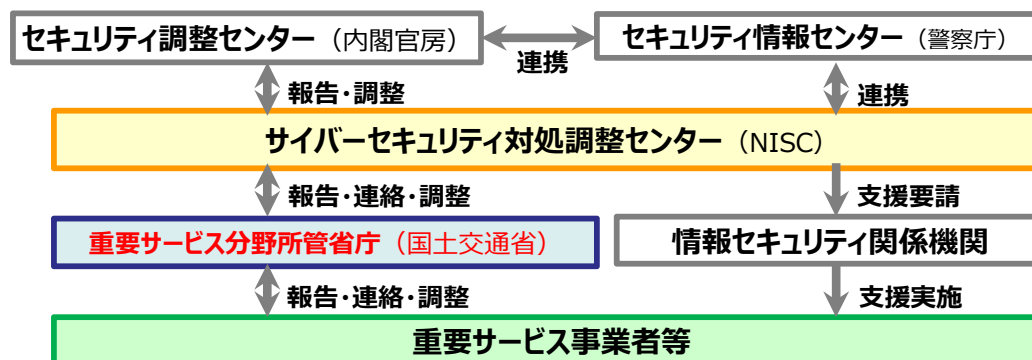 セキュリティ調整センター（内閣官房）
セキュリティ情報センター（警察庁）
連携
報告・調整
連携
サイバーセキュリティ対処調整センター（NISC）
報告・連絡・調整
支援要請
重要サービス分野所管省庁（国土交通省）
情報セキュリティ関係機関
報告・連絡・調整
支援実施
重要サービス事業者等